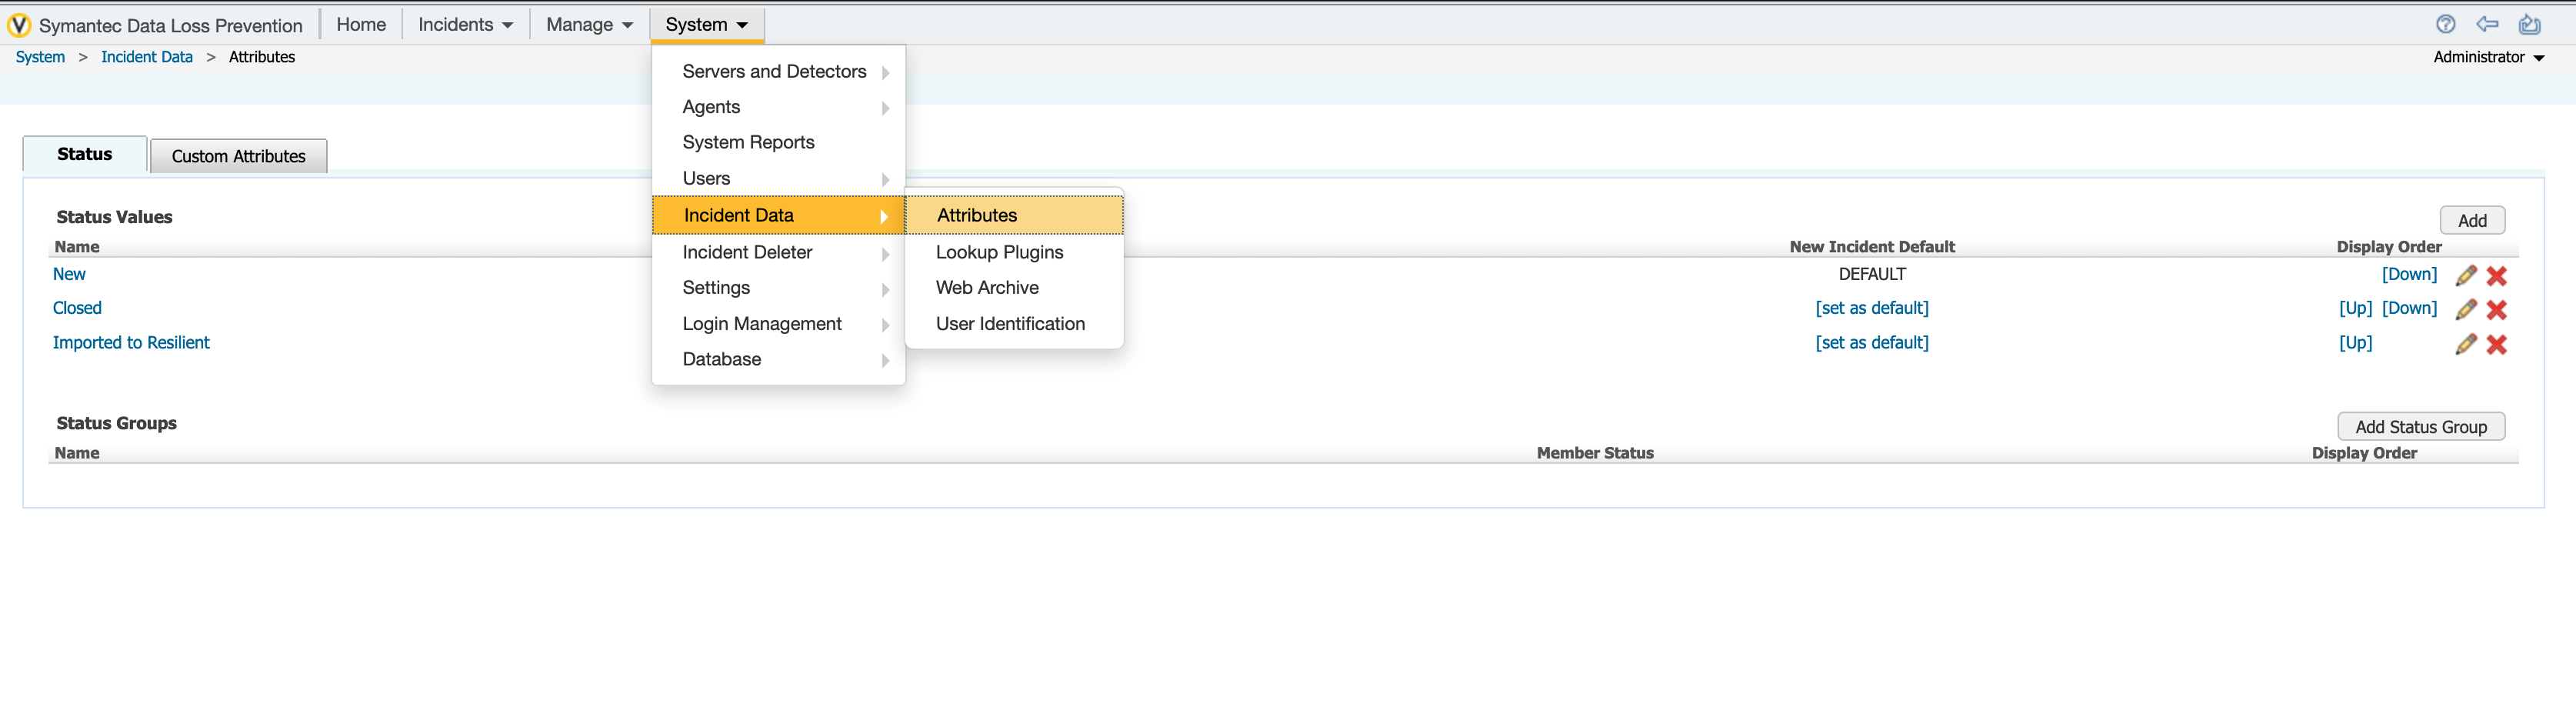 Symantec Data Loss Prevention Home Incidents Manage System
System > Incident Data > Attributes Administrator
Servers and Detectors
Agents
System Reports
Users
Incident Data
Incident Deleter
Settings
Login Management
Database
Attributes
Lookup Plugins
Web Archive
User Identification
Status Custom Attributes
Status Values Add
Name New Incident Default Display Order
New DEFAULT [Down]
Closed [set as default] [Up] [Down]
Imported to Resilient [set as default] [Up]
Status Groups Add Status Group
Name Member Status Display Order